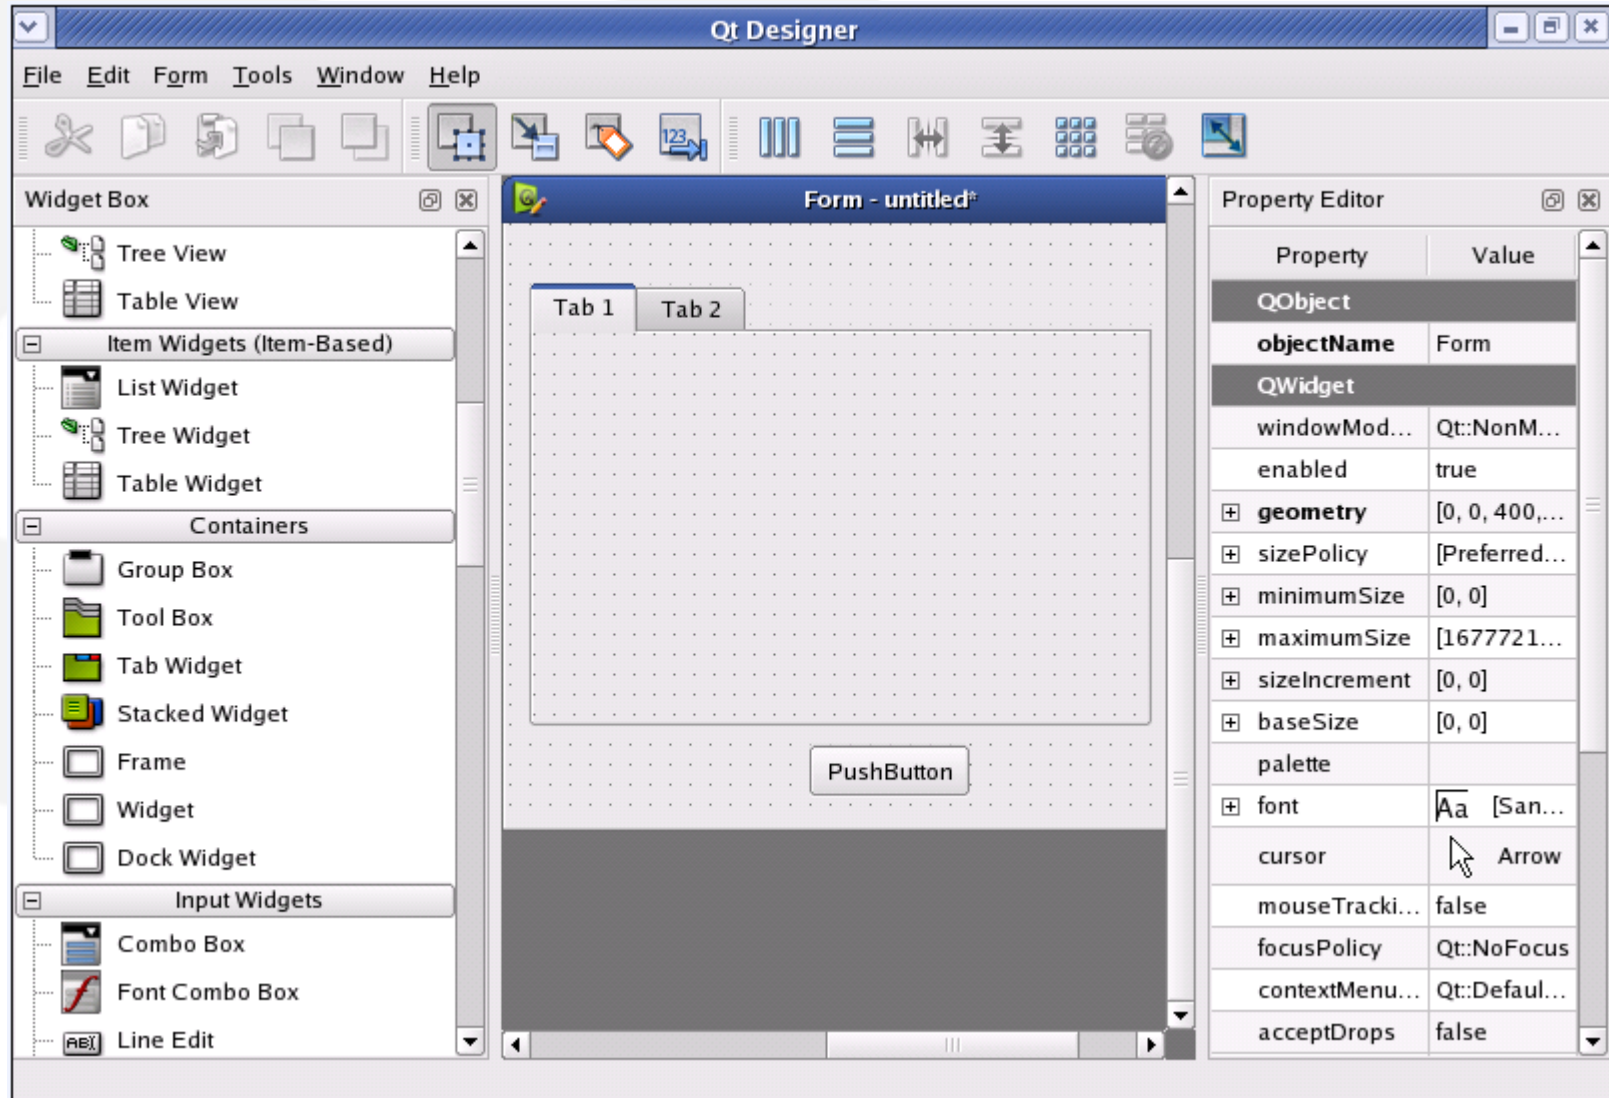 Qt Designer
File Edit Form Tools Window Help
123
Widget Box
Tree View
Table View
Item Widgets (Item-Based)
List Widget
Tree Widget
Table Widget
Containers
Group Box
Tool Box
Tab Widget
Stacked Widget
Frame
Widget
Dock Widget
Input Widgets
Combo Box
f Font Combo Box
ABI Line Edit
Form - untitled*
Tab 1 Tab 2
PushButton
Property Editor
Property Value
QObject
objectName Form
QWidget
windowMod... Qt::NonM...
enabled true
geometry [0, 0, 400,...
sizePolicy [Preferred...
minimumSize [0, 0]
maximumSize [1677721...
sizeIncrement [0, 0]
baseSize [0, 0]
palette
font Aa [San...
cursor Arrow
mouseTracki... false
focusPolicy Qt::NoFocus
contextMenu... Qt::Defaul...
acceptDrops false